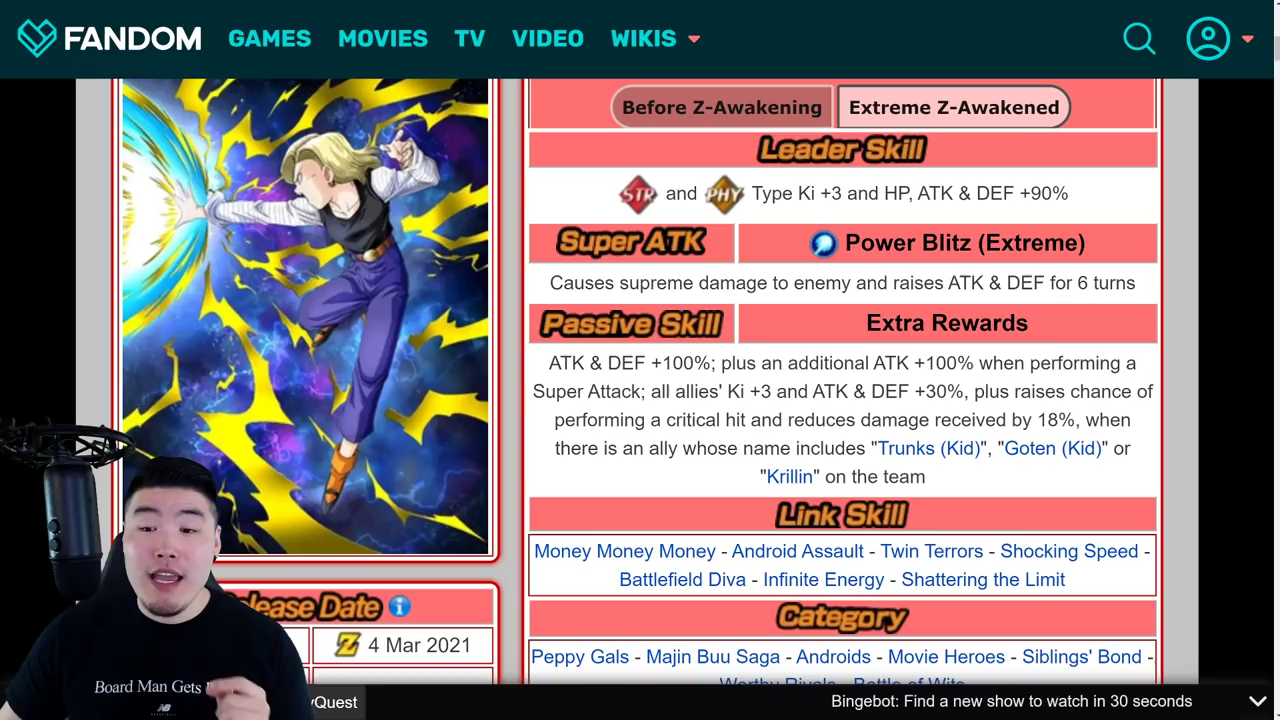 FANDOM GAMES MOVIES TV VIDEO WIKIS
Before Z-Awakening Extreme Z-Awakened
Leader Skill
STR and PHY Type Ki +3 and HP, ATK & DEF +90%
Super ATK Power Blitz (Extreme)
Causes supreme damage to enemy and raises ATK & DEF for 6 turns
Passive Skill Extra Rewards
ATK & DEF +100%; plus an additional ATK +100% when performing a
Super Attack; all allies' Ki +3 and ATK & DEF +30%, plus raises chance of
performing a critical hit and reduces damage received by 18%, when
there is an ally whose name includes "Trunks (Kid)", "Goten (Kid)" or
"Krillin" on the team
Link Skill
Money Money Money - Android Assault - Twin Terrors - Shocking Speed -
Battlefield Diva - Infinite Energy - Shattering the Limit
Category
Peppy Gals - Majin Buu Saga - Androids - Movie Heroes - Siblings' Bond -
Worthy Rivals - Battle of Wits
Release Date i
Z 4 Mar 2021
Board Man Gets
NB
yQuest
Bingebot: Find a new show to watch in 30 seconds